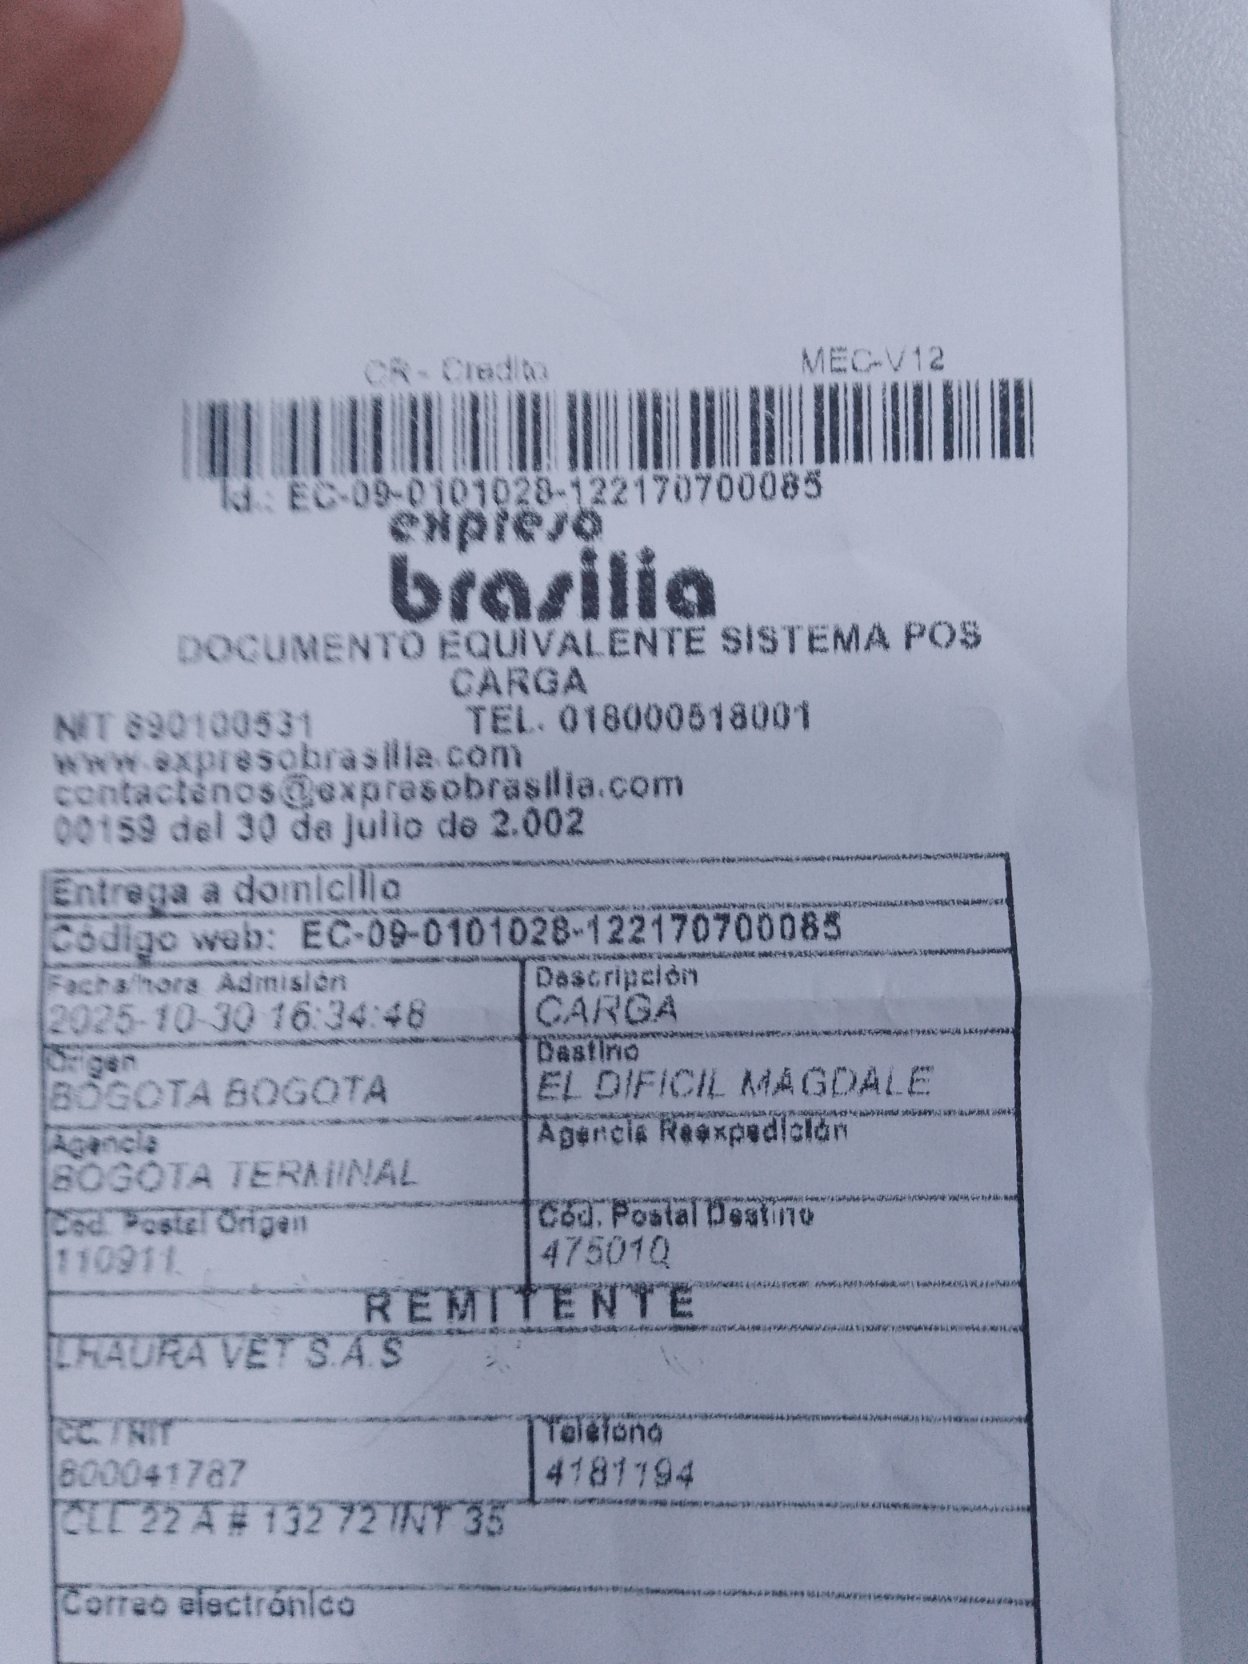 CR - Credito MEC-V12
Id.: EC-09-0101028-122170700085
expreso
brasilia
DOCUMENTO EQUIVALENTE SISTEMA POS
CARGA
NIT 890100531 TEL. 018000518001
www.expresobrasilia.com
contactenos@expresobrasilia.com
00159 del 30 de julio de 2.002
Entrega a domicilio
Código web: EC-09-0101028-122170700085
Fecha/hora Admisión Descripción
2025-10-30 16:34:48 CARGA
Origen Destino
BOGOTA BOGOTA EL DIFICIL MAGDALE
Agencia Agencia Reexpedición
BOGOTA TERMINAL
Cod. Postal Origen Cód. Postal Destino
110911 475010
REMITENTE
LHAURA VET S.A.S
CC. / NIT Teléfono
800041787 4181194
CLL 22 A # 132 72 INT 35
Correo electrónico